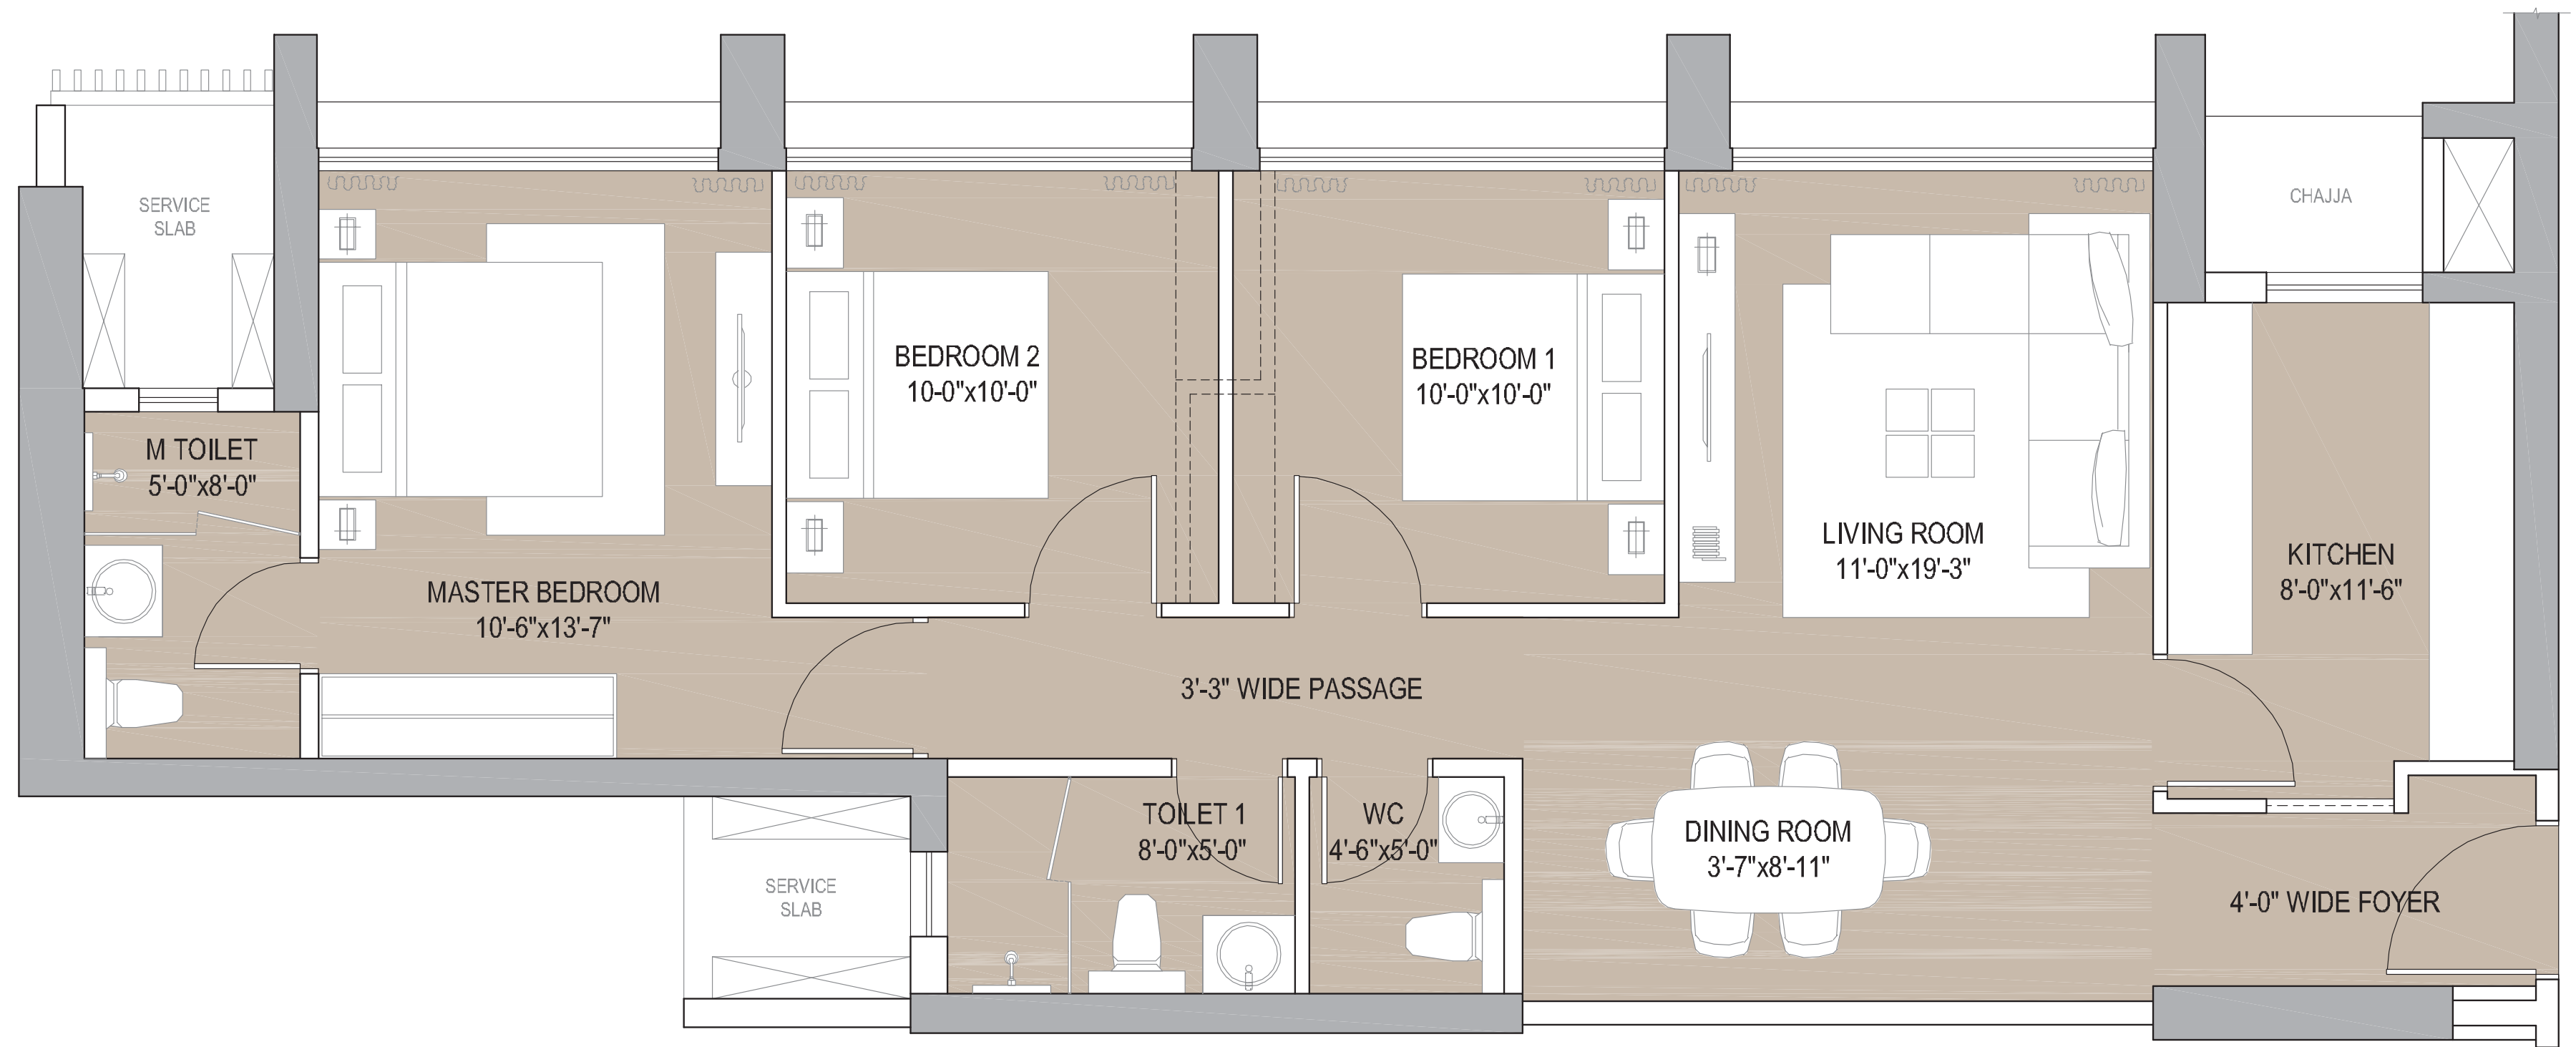 SERVICE
SLAB
CHAJJA
BEDROOM 2
10-0"x10'-0"
BEDROOM 1
10'-0"x10'-0"
M TOILET
5'-0"x8'-0"
LIVING ROOM
11'-0"x19'-3"
KITCHEN
8'-0"x11'-6"
MASTER BEDROOM
10'-6"x13'-7"
3'-3" WIDE PASSAGE
TOILET 1
8'-0"x5'-0"
WC
4'-6"x5'-0"
DINING ROOM
3'-7"x8'-11"
SERVICE
SLAB
4'-0" WIDE FOYER